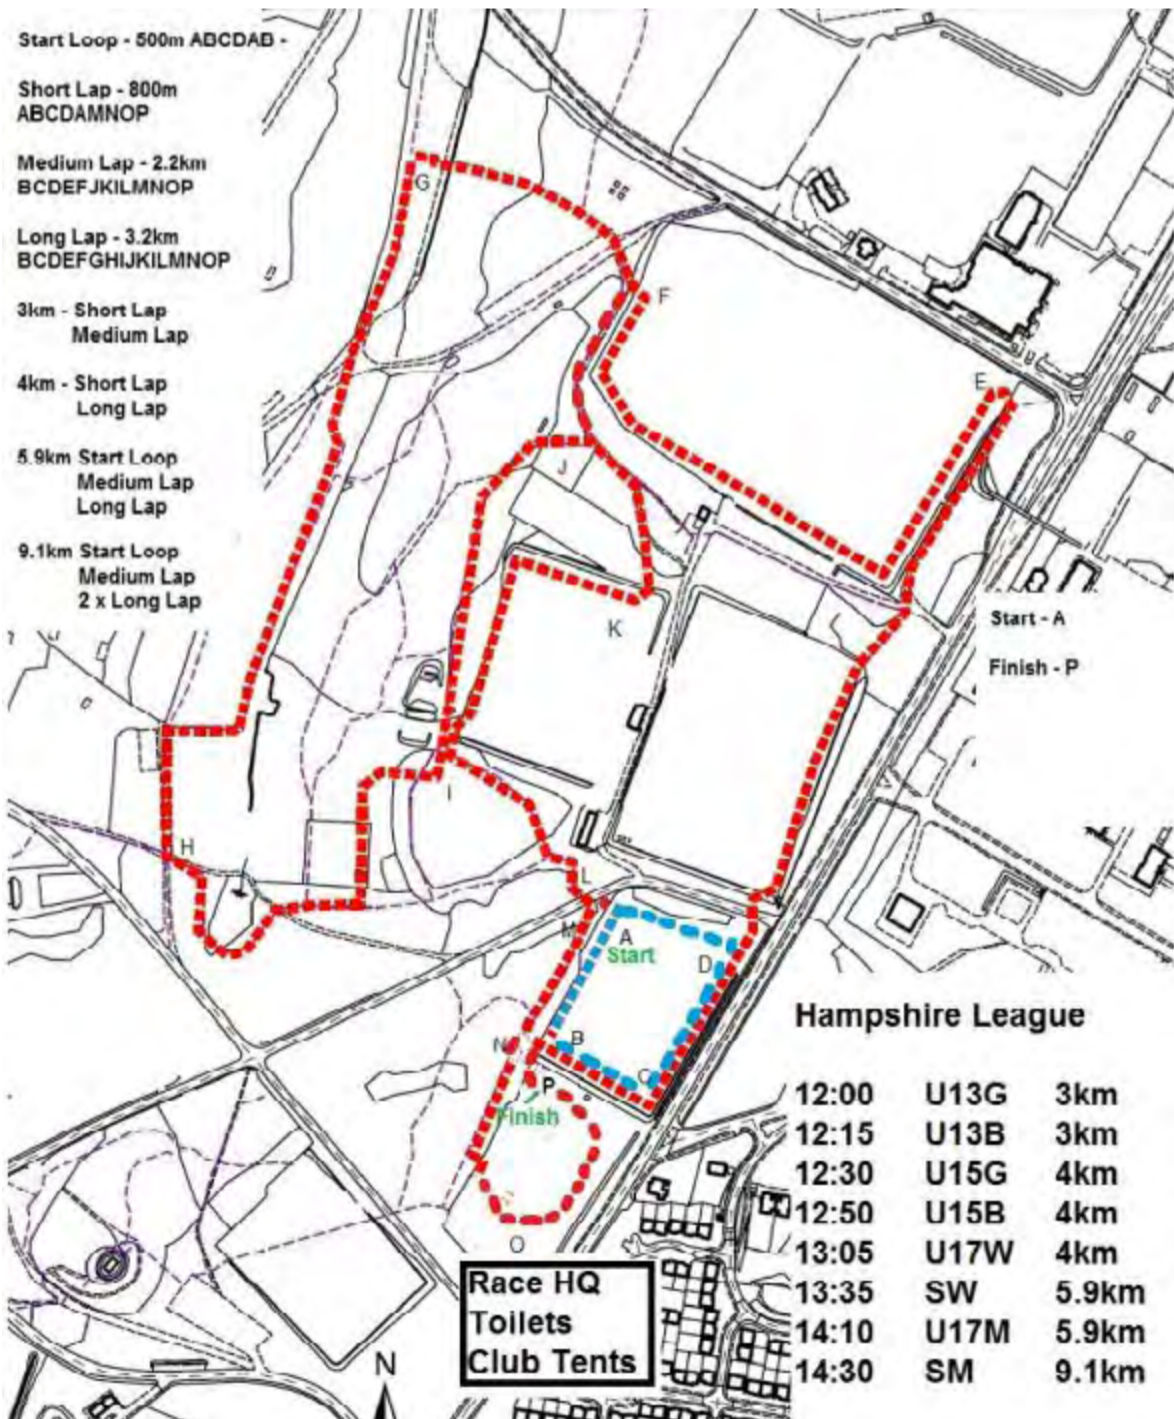 Start Loop - 500m ABCDAB -
Short Lap - 800m
ABCDAMNOP
Medium Lap - 2.2km
BCDEFJKILMNOP
Long Lap - 3.2km
BCDEFGHIJKILMNOP
3km - Short Lap
Medium Lap
4km - Short Lap
Long Lap
5.9km Start Loop
Medium Lap
Long Lap
9.1km Start Loop
Medium Lap
2 x Long Lap
G
F
E
J
K
Start - A
Finish - P
I
H
L
M
A
Start
D
N
B
C
P
Finish
O
Race HQ
Toilets
Club Tents
N
Hampshire League
12:00 U13G 3km
12:15 U13B 3km
12:30 U15G 4km
12:50 U15B 4km
13:05 U17W 4km
13:35 SW 5.9km
14:10 U17M 5.9km
14:30 SM 9.1km